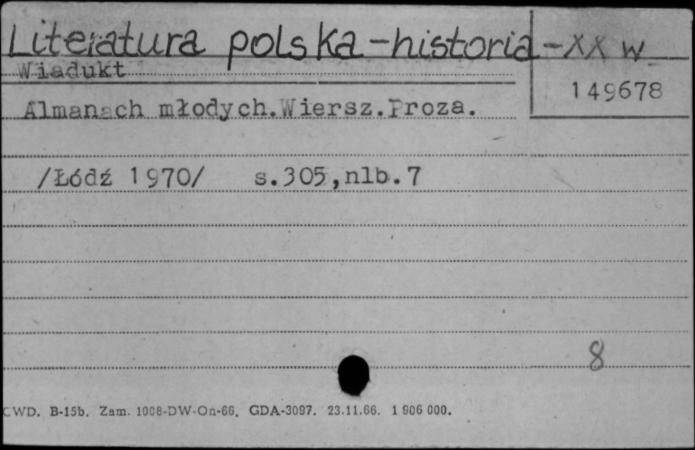 Literatura polska - historia - XX w
Wiadukt
149678
Almanach młodych. Wiersz. Proza.
/Łódź 1970/ s.305,nlb.7
8
CWD. B-15b. Zam. 1008-DW-On-66. GDA-3097. 23.11.66. 1 906 000.